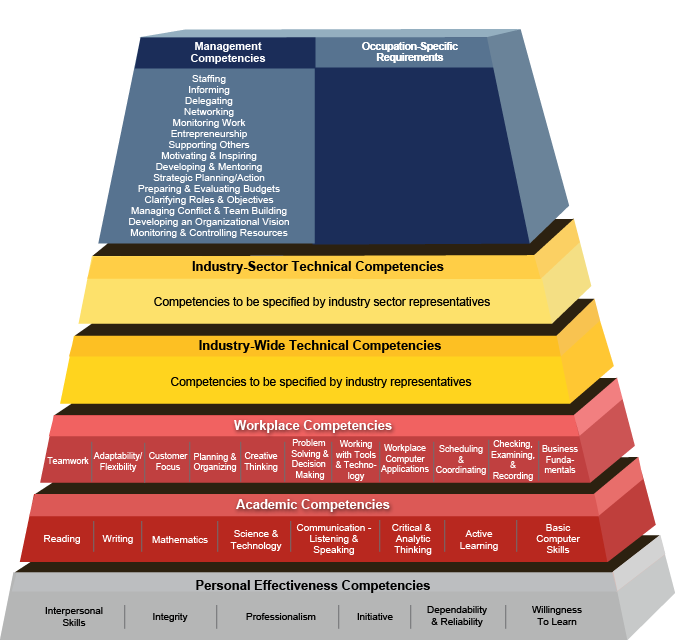 Management
Competencies
Occupation-Specific
Requirements
Staffing
Informing
Delegating
Networking
Monitoring Work
Entrepreneurship
Supporting Others
Motivating & Inspiring
Developing & Mentoring
Strategic Planning/Action
Preparing & Evaluating Budgets
Clarifying Roles & Objectives
Managing Conflict & Team Building
Developing an Organizational Vision
Monitoring & Controlling Resources
Industry-Sector Technical Competencies
Competencies to be specified by industry sector representatives
Industry-Wide Technical Competencies
Competencies to be specified by industry representatives
Workplace Competencies
Teamwork
Adaptability/
Flexibility
Customer
Focus
Planning &
Organizing
Creative
Thinking
Problem
Solving &
Decision
Making
Working
with Tools
& Techno-
logy
Workplace
Computer
Applications
Scheduling
&
Coordinating
Checking,
Examining,
&
Recording
Business
Funda-
mentals
Academic Competencies
Reading
Writing
Mathematics
Science &
Technology
Communication -
Listening &
Speaking
Critical &
Analytic
Thinking
Active
Learning
Basic
Computer
Skills
Personal Effectiveness Competencies
Interpersonal
Skills
Integrity
Professionalism
Initiative
Dependability
& Reliability
Willingness
To Learn